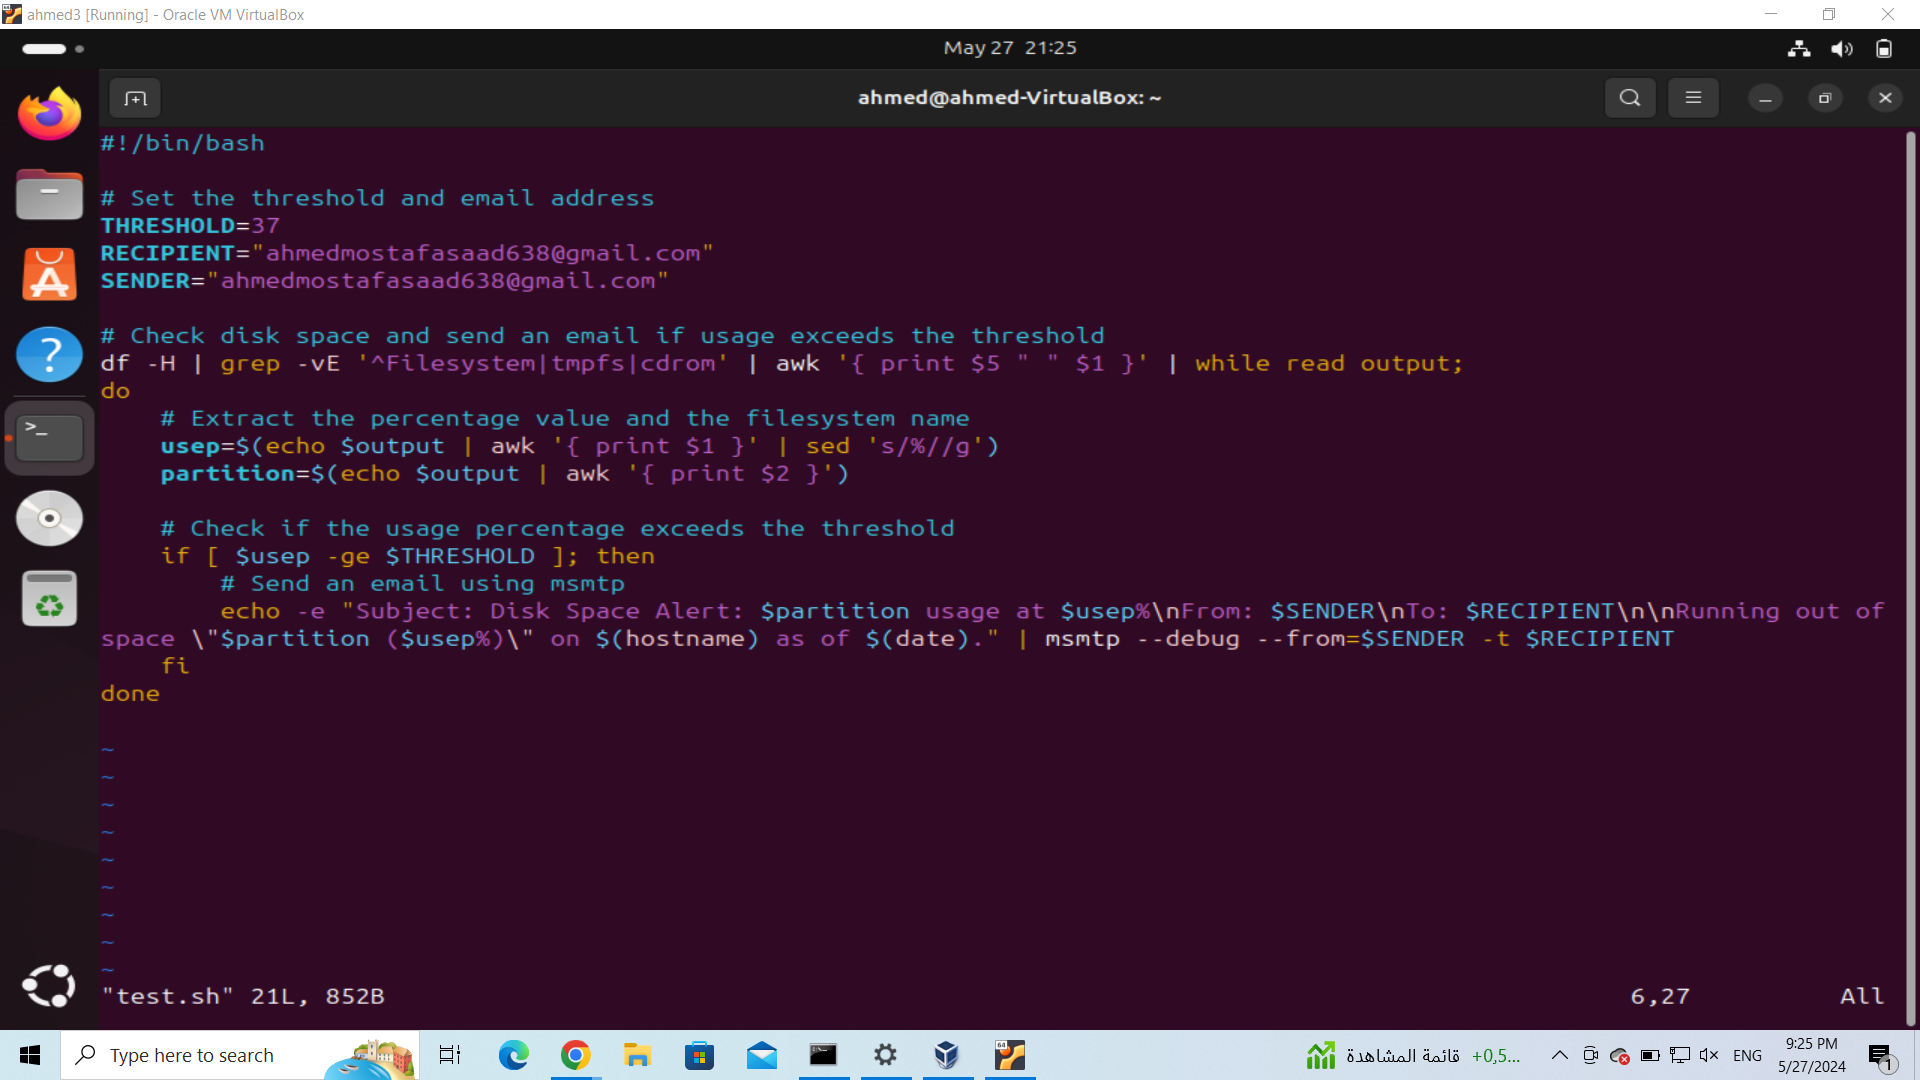 ahmed3 [Running] - Oracle VM VirtualBox
May 27 21:25
ahmed@ahmed-VirtualBox: ~
#!/bin/bash
# Set the threshold and email address
THRESHOLD=37
RECIPIENT="ahmedmostafasaad638@gmail.com"
SENDER="ahmedmostafasaad638@gmail.com"
# Check disk space and send an email if usage exceeds the threshold
df -H | grep -vE '^Filesystem|tmpfs|cdrom' | awk '{ print $5 " " $1 }' | while read output;
do
    # Extract the percentage value and the filesystem name
    usep=$(echo $output | awk '{ print $1 }' | sed 's/%//g')
    partition=$(echo $output | awk '{ print $2 }')
    # Check if the usage percentage exceeds the threshold
    if [ $usep -ge $THRESHOLD ]; then
        # Send an email using msmtp
        echo -e "Subject: Disk Space Alert: $partition usage at $usep%\nFrom: $SENDER\nTo: $RECIPIENT\n\nRunning out of
space \"$partition ($usep%)\" on $(hostname) as of $(date)." | msmtp --debug --from=$SENDER -t $RECIPIENT
    fi
done
~
~
~
~
~
~
~
~
~
"test.sh" 21L, 852B 6,27 All
Type here to search
64
قائمة المشاهدة +0,5...
ENG
9:25 PM
5/27/2024
1